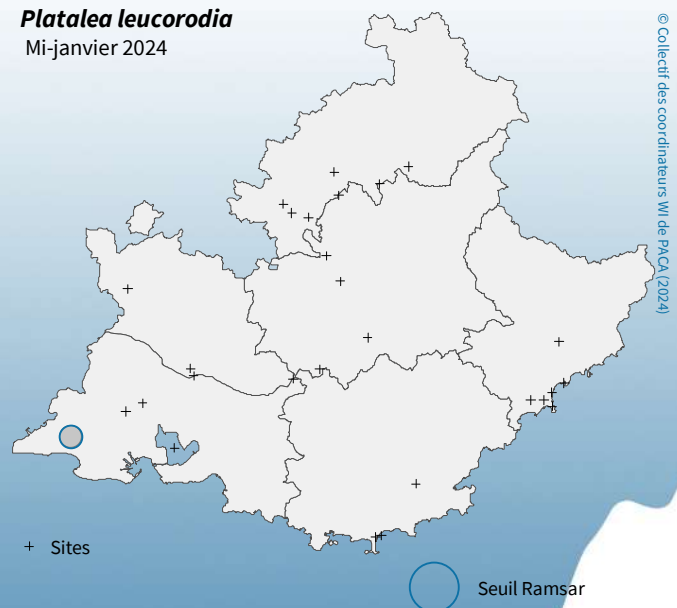 Platalea leucorodia
Mi-janvier 2024
© Collectif des coordinateurs WI de PACA (2024)
Sites
Seuil Ramsar